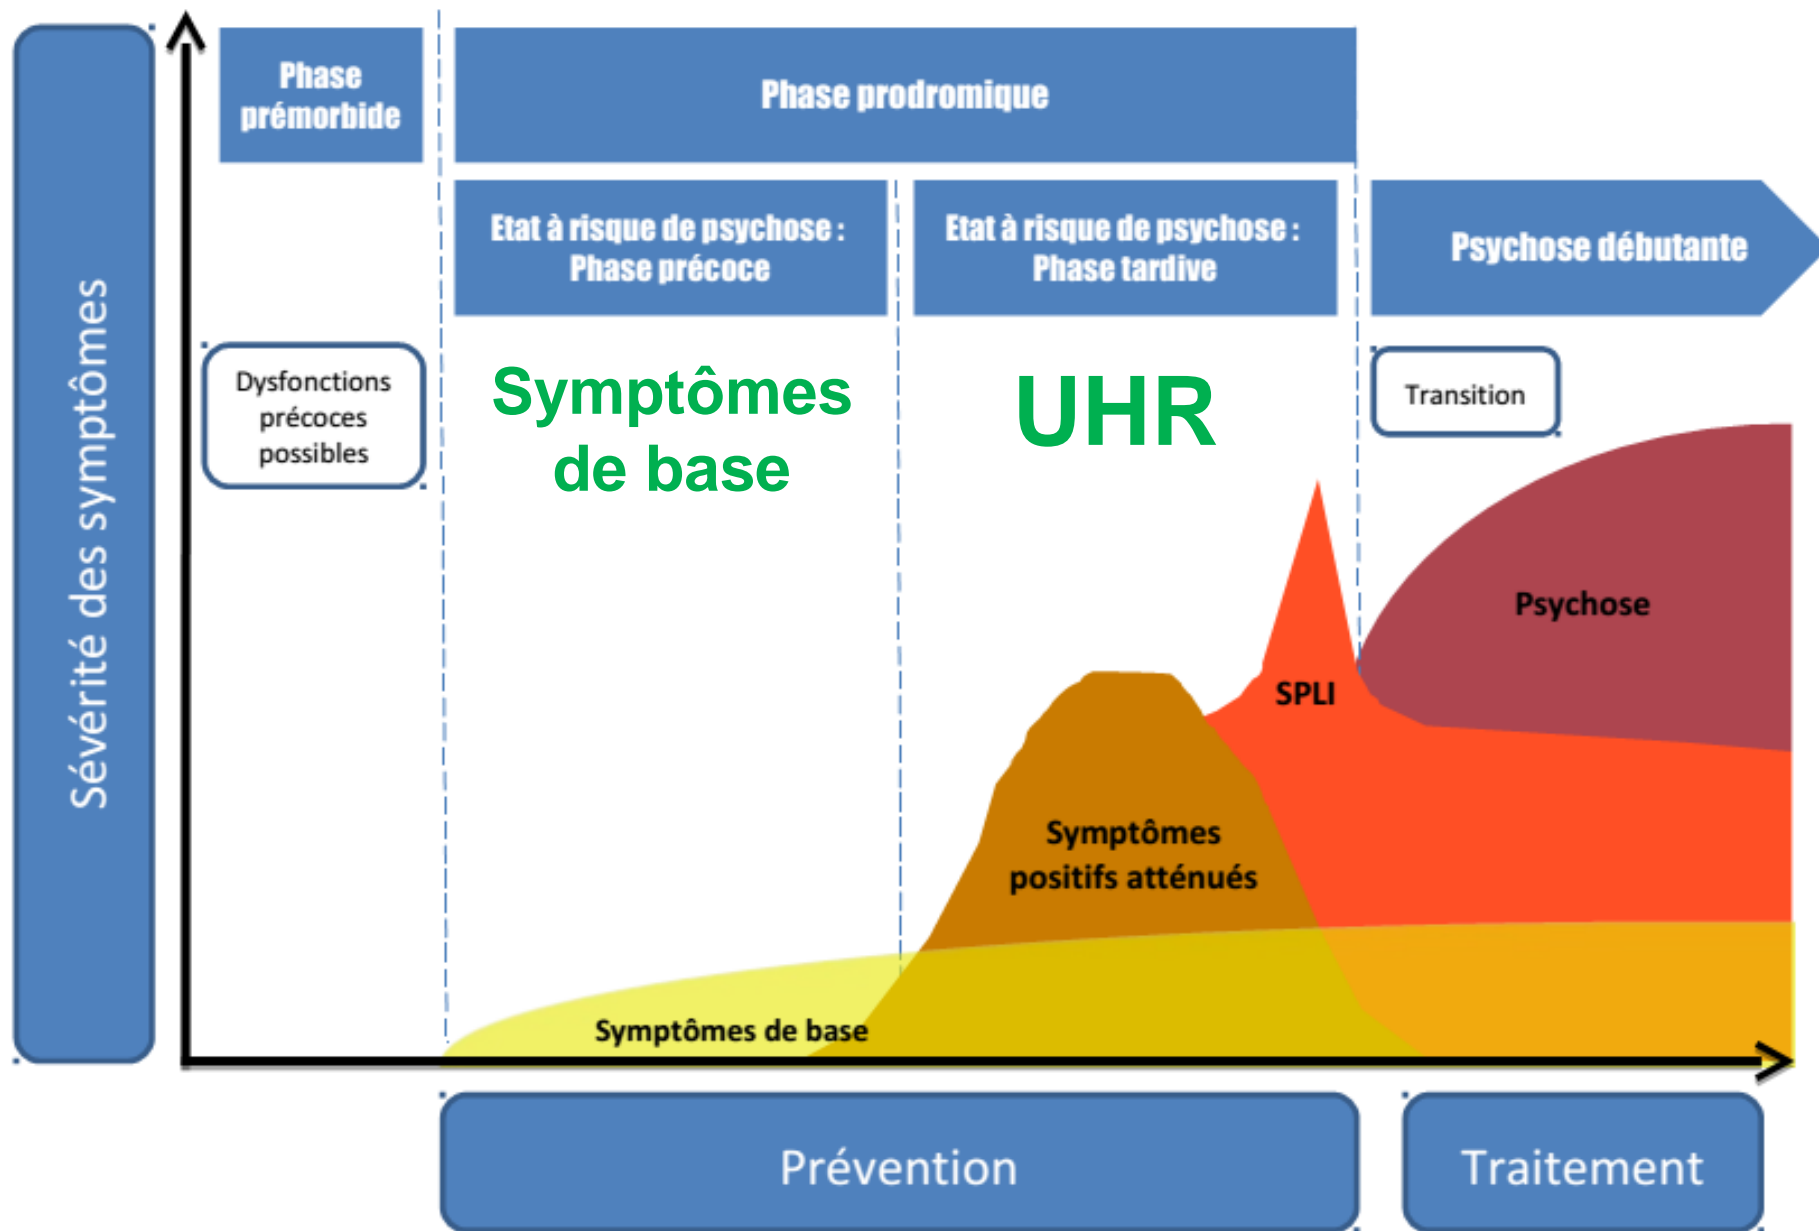 Sévérité des symptômes
Phase
prémorbide
Phase prodromique
Etat à risque de psychose :
Phase précoce
Etat à risque de psychose :
Phase tardive
Psychose débutante
Dysfonctions
précoces
possibles
Symptômes
de base
UHR
Transition
Psychose
SPLI
Symptômes
positifs atténués
Symptômes de base
Prévention
Traitement